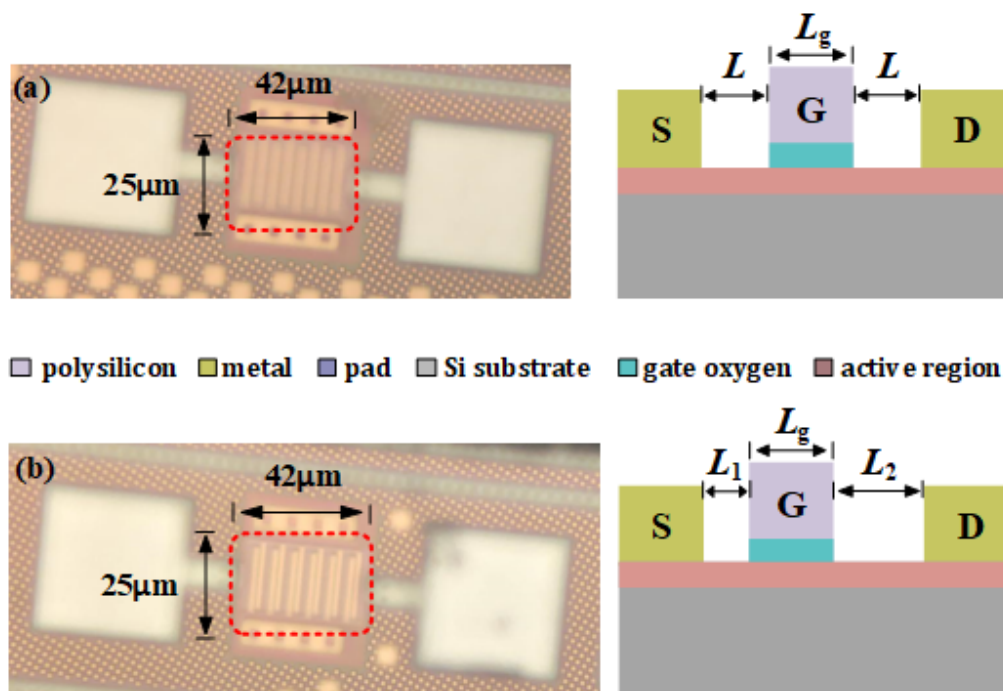 (a)
42μm
25μm
Lg
L
L
G
S
D
polysilicon
metal
pad
Si substrate
gate oxygen
active region
(b)
42μm
25μm
Lg
L1
L2
G
S
D